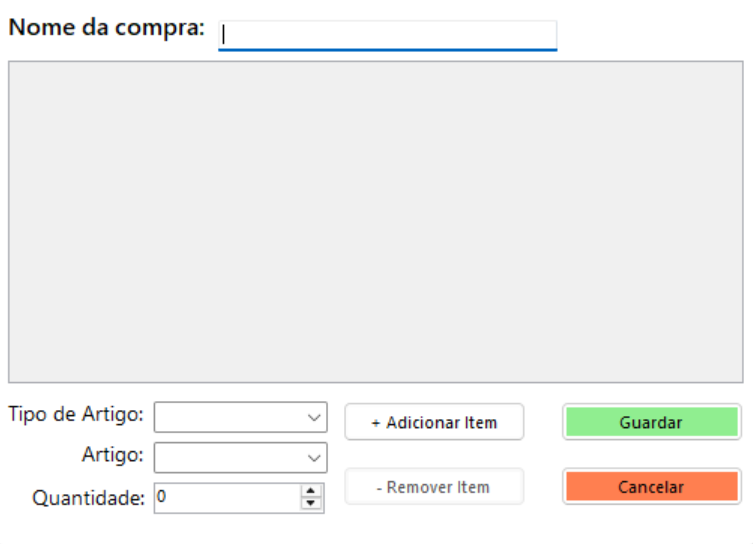 Nome da compra:
Tipo de Artigo:
+ Adicionar Item
Guardar
Artigo:
Quantidade: 0
- Remover Item
Cancelar